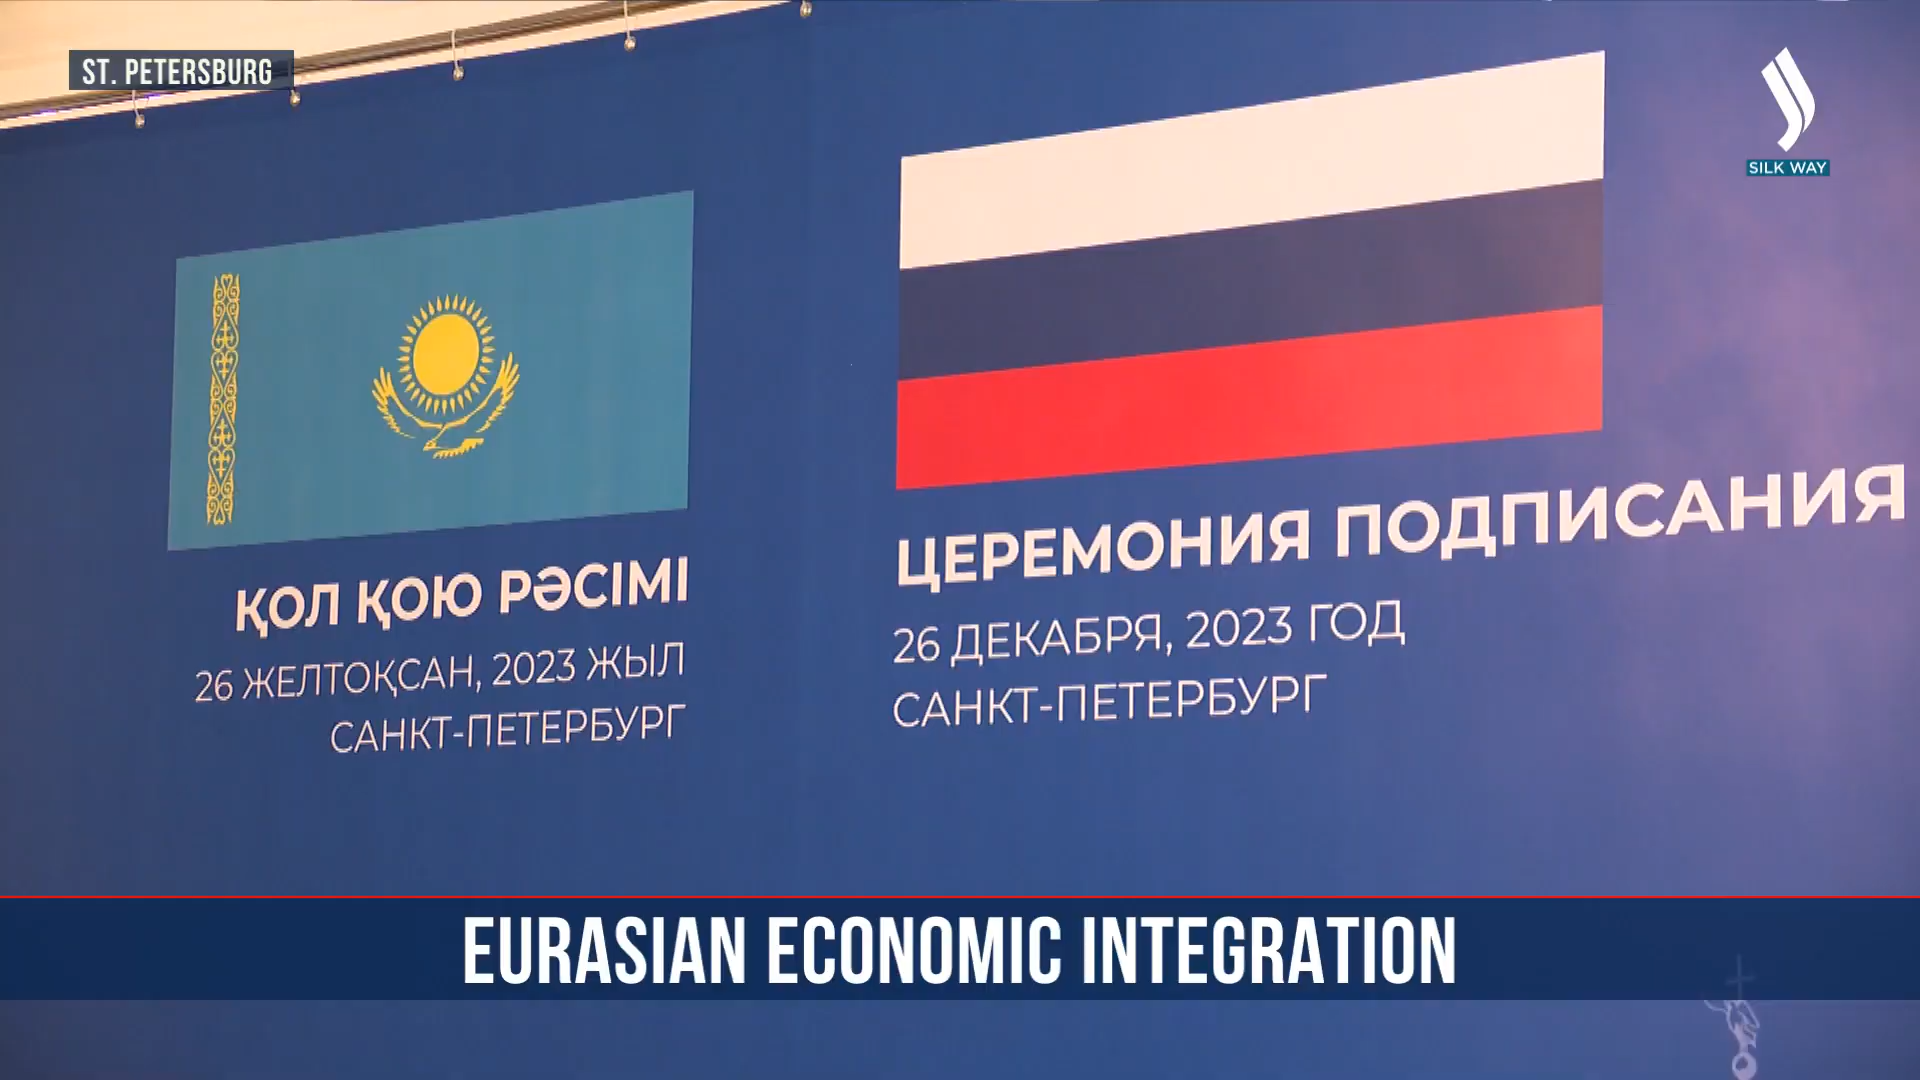 ST. PETERSBURG
SILK WAY
ҚОЛ ҚОЮ РӘСІМІ
26 ЖЕЛТОҚСАН, 2023 ЖЫЛ
САНКТ-ПЕТЕРБУРГ
ЦЕРЕМОНИЯ ПОДПИСАНИЯ
26 ДЕКАБРЯ, 2023 ГОД
САНКТ-ПЕТЕРБУРГ
EURASIAN ECONOMIC INTEGRATION